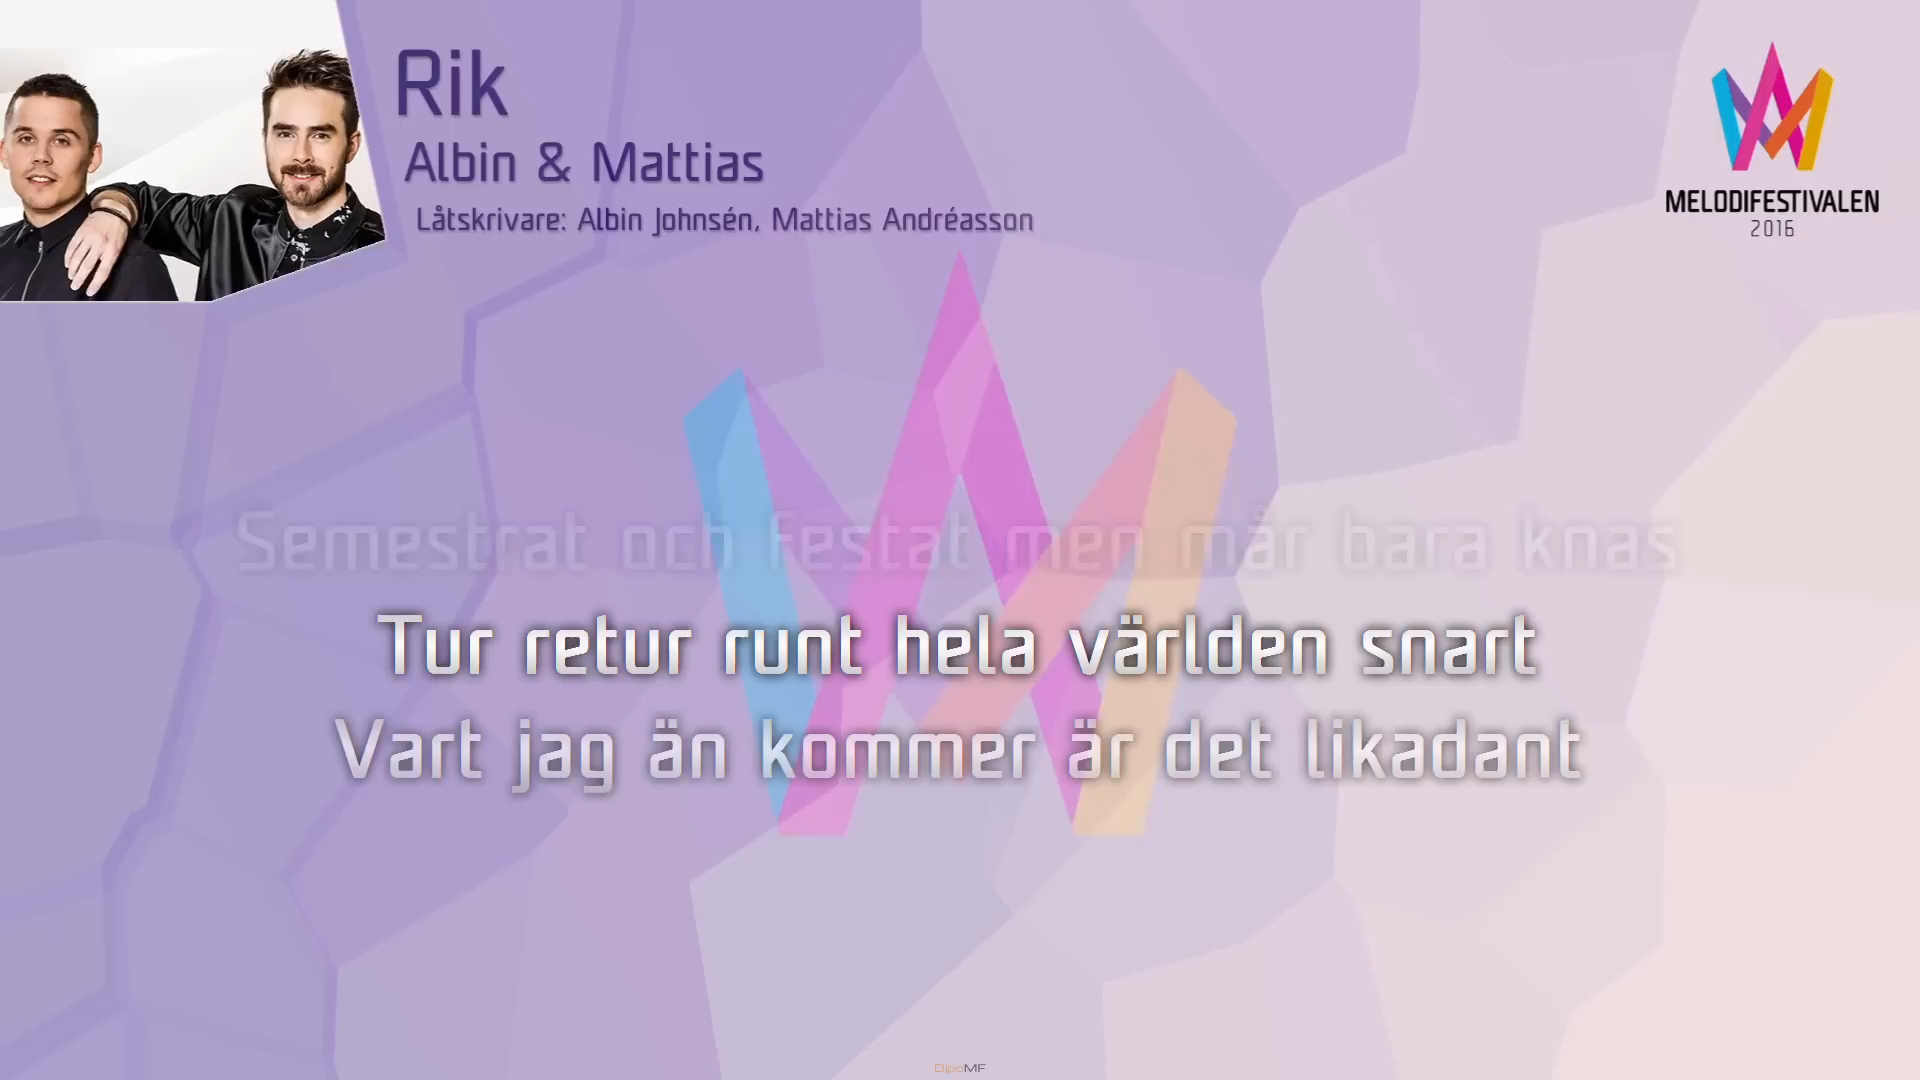 Rik
Albin & Mattias
Låtskrivare: Albin Johnsén, Mattias Andréasson
MELODIFESTIVALEN
2016
Semestrat och festat men mår bara knas
Tur retur runt hela världen snart
Vart jag än kommer är det likadant
DjpoMF